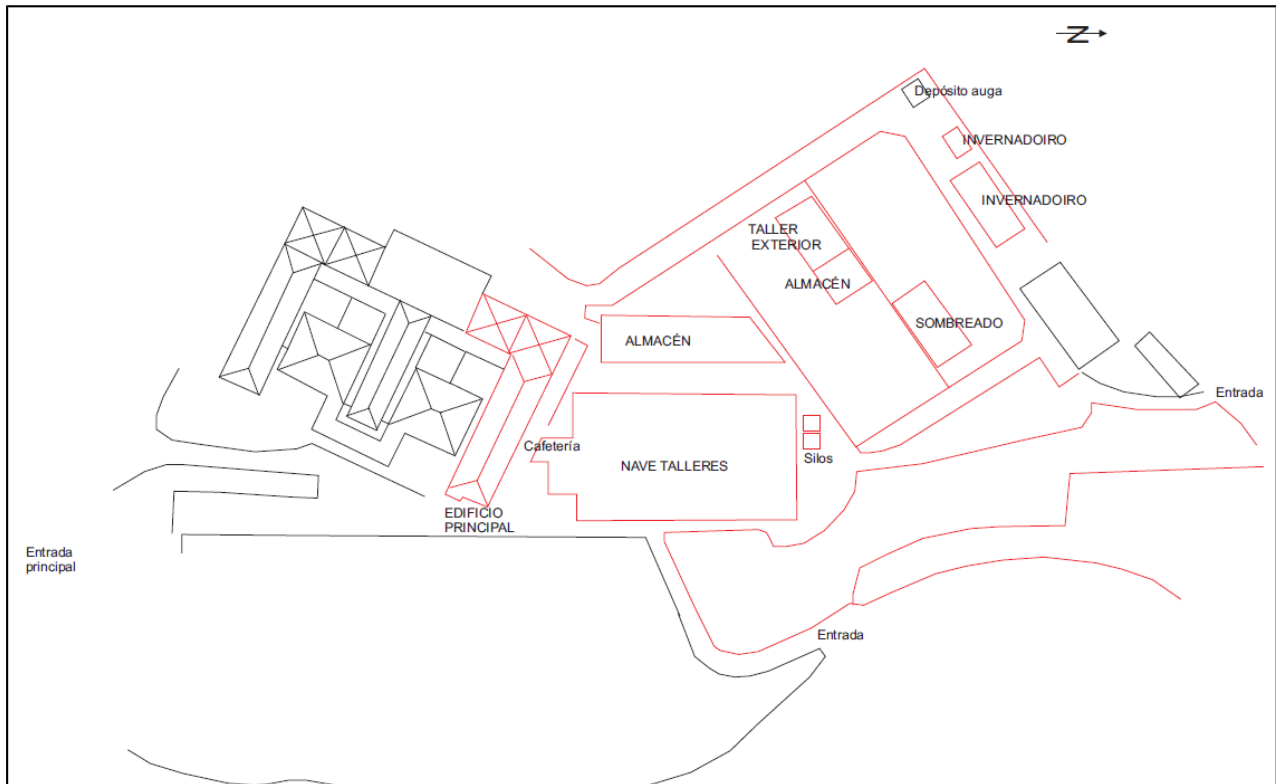 N
Depósito auga
INVERNADOIRO
INVERNADOIRO
TALLER
EXTERIOR
ALMACÉN
SOMBREADO
ALMACÉN
Entrada
Cafetería
NAVE TALLERES
Silos
EDIFICIO
PRINCIPAL
Entrada
principal
Entrada